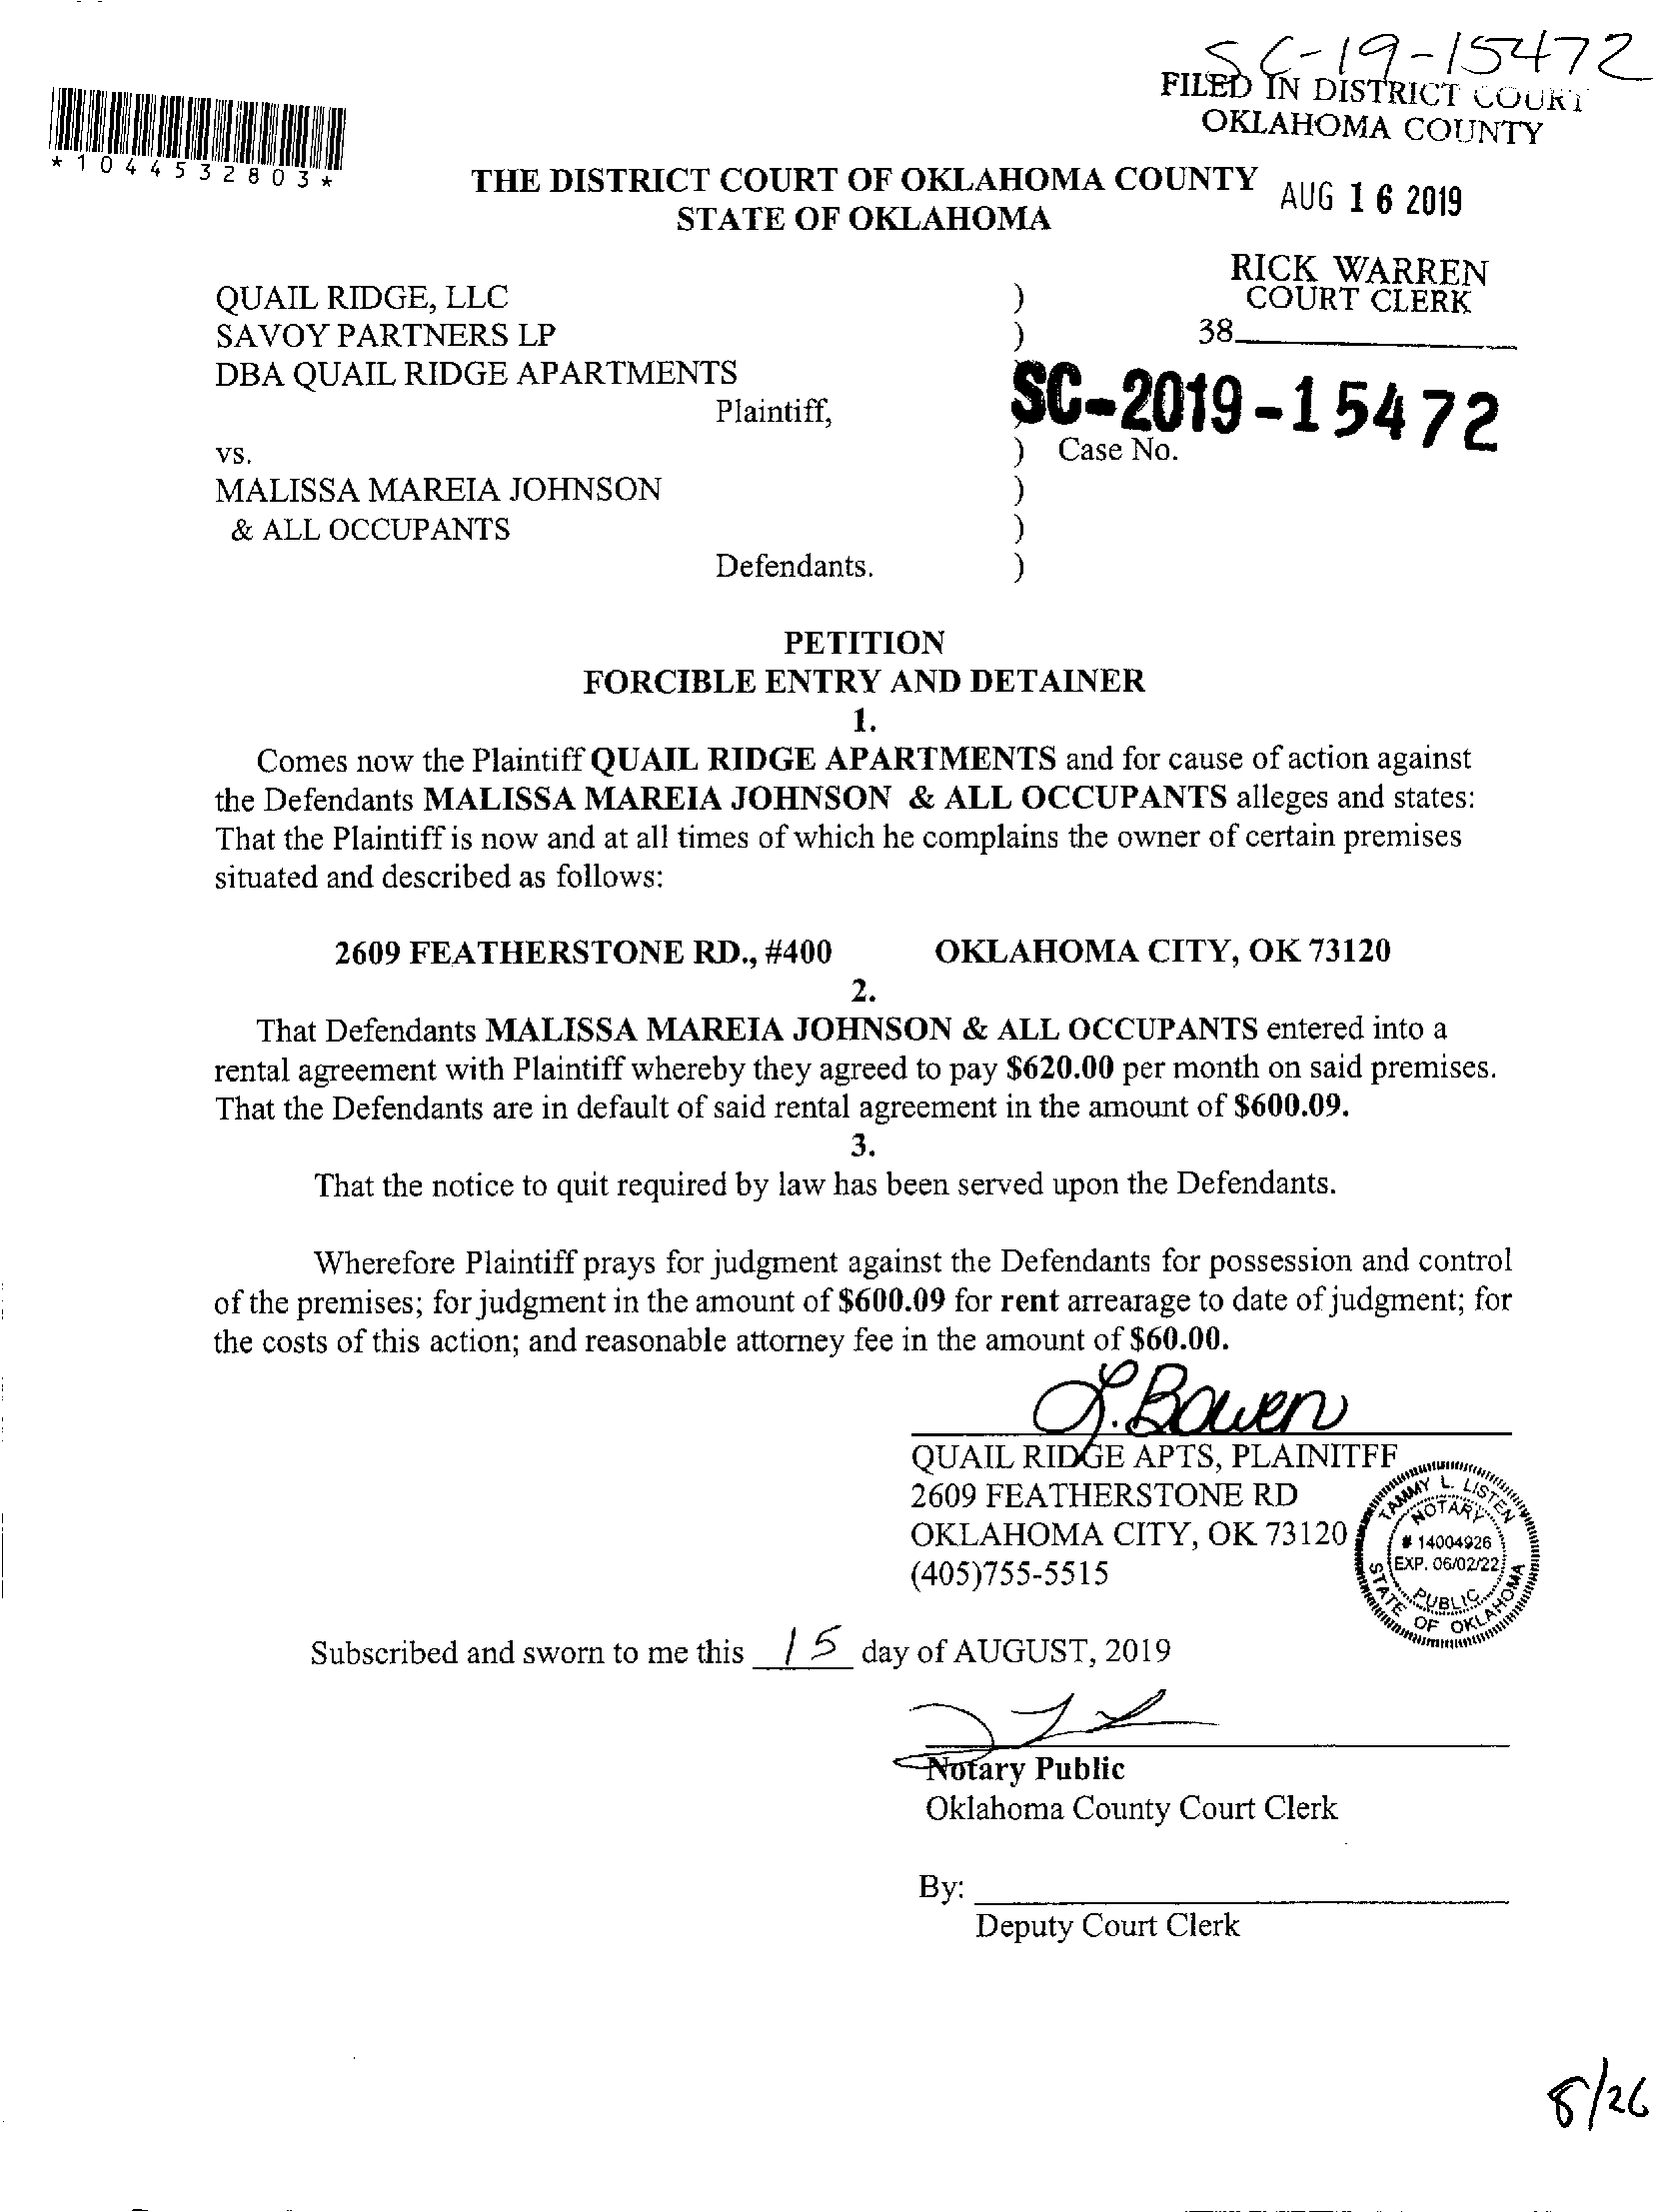 SC-19-15472
FILED IN DISTRICT COURT
OKLAHOMA COUNTY
*1044532803*
THE DISTRICT COURT OF OKLAHOMA COUNTY
STATE OF OKLAHOMA
AUG 16 2019
RICK WARREN
COURT CLERK
38
QUAIL RIDGE, LLC )
SAVOY PARTNERS LP )
DBA QUAIL RIDGE APARTMENTS
Plaintiff,
SC-2019-15472
vs. ) Case No.
MALISSA MAREIA JOHNSON )
& ALL OCCUPANTS )
Defendants. )
PETITION
FORCIBLE ENTRY AND DETAINER
1.
Comes now the Plaintiff QUAIL RIDGE APARTMENTS and for cause of action against
the Defendants MALISSA MAREIA JOHNSON & ALL OCCUPANTS alleges and states:
That the Plaintiff is now and at all times of which he complains the owner of certain premises
situated and described as follows:
2609 FEATHERSTONE RD., #400 OKLAHOMA CITY, OK 73120
2.
That Defendants MALISSA MAREIA JOHNSON & ALL OCCUPANTS entered into a
rental agreement with Plaintiff whereby they agreed to pay $620.00 per month on said premises.
That the Defendants are in default of said rental agreement in the amount of $600.09.
3.
That the notice to quit required by law has been served upon the Defendants.
Wherefore Plaintiff prays for judgment against the Defendants for possession and control
of the premises; for judgment in the amount of $600.09 for rent arrearage to date of judgment; for
the costs of this action; and reasonable attorney fee in the amount of $60.00.
L. Bowen
QUAIL RIDGE APTS, PLAINITFF
2609 FEATHERSTONE RD
OKLAHOMA CITY, OK 73120
(405)755-5515
TAMMY L. LISTEN
NOTARY
# 14004926
EXP. 06/02/22
PUBLIC
STATE OF OKLAHOMA
Subscribed and sworn to me this 15 day of AUGUST, 2019
Notary Public
Oklahoma County Court Clerk
By:
Deputy Court Clerk
8/26